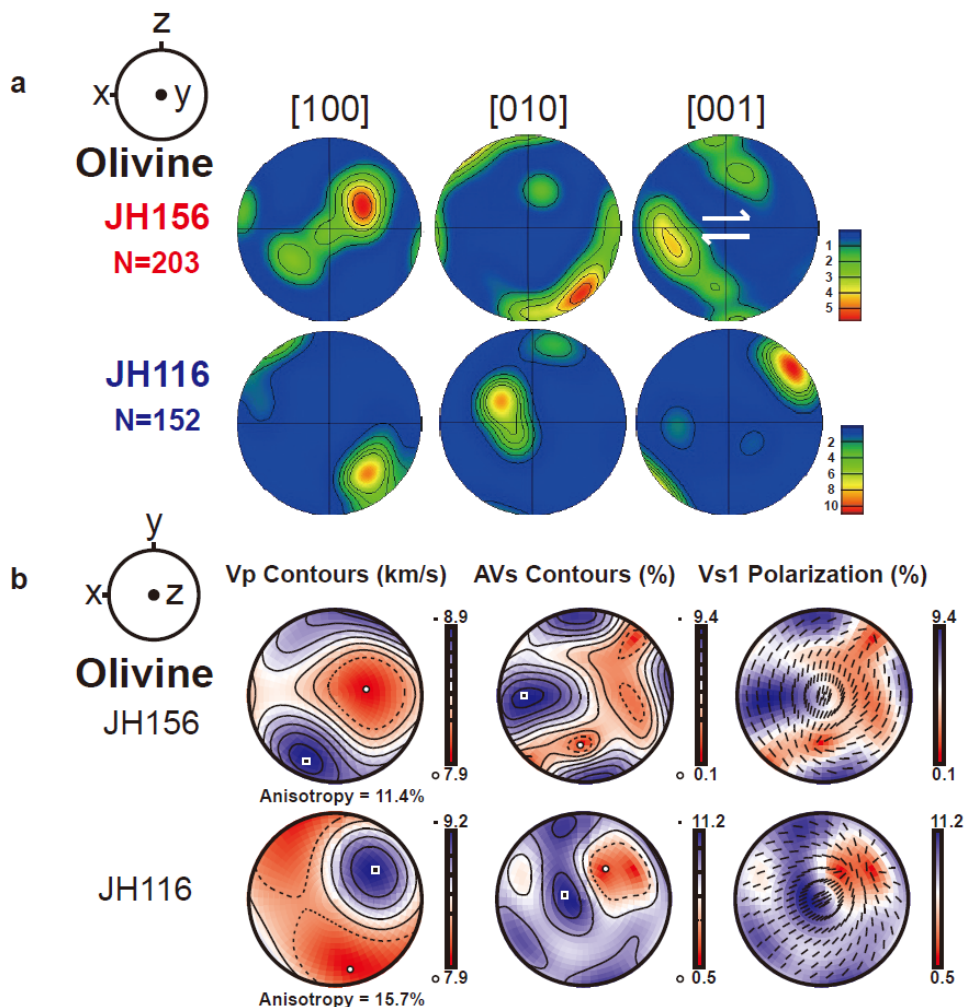 z
a
x
y
[100] [010] [001]
Olivine
JH156
N=203
1
2
3
4
5
JH116
N=152
2
4
6
8
10
y
b
x
z
Vp Contours (km/s) AVs Contours (%) Vs1 Polarization (%)
Olivine
JH156
8.9
7.9
Anisotropy = 11.4%
9.4
0.1
9.4
0.1
JH116
9.2
7.9
Anisotropy = 15.7%
11.2
0.5
11.2
0.5